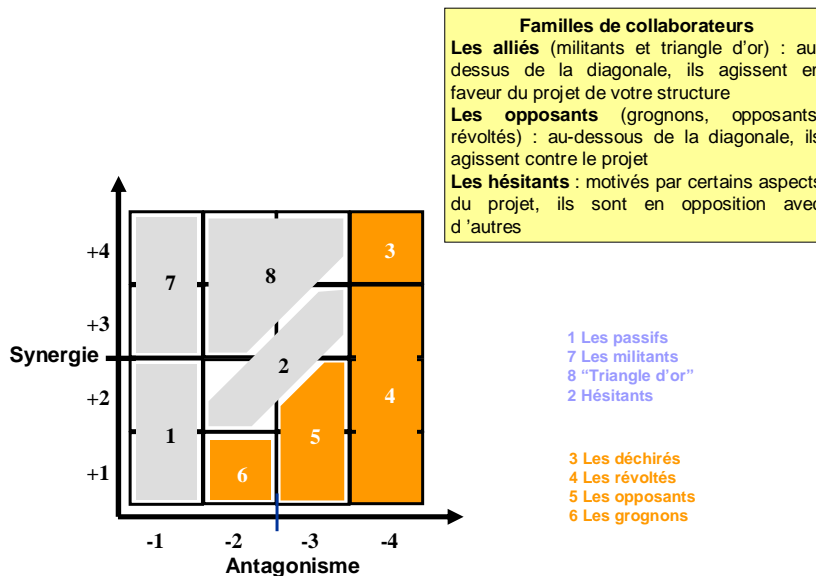 Familles de collaborateurs
Les alliés (militants et triangle d'or) : au-
dessus de la diagonale, ils agissent en
faveur du projet de votre structure
Les opposants (grognons, opposants,
révoltés) : au-dessous de la diagonale, ils
agissent contre le projet
Les hésitants : motivés par certains aspects
du projet, ils sont en opposition avec
d 'autres
+4
+3
Synergie
+2
+1
7
8
3
2
4
1
5
6
-1 -2 -3 -4
Antagonisme
1 Les passifs
7 Les militants
8 “Triangle d'or”
2 Hésitants
3 Les déchirés
4 Les révoltés
5 Les opposants
6 Les grognons